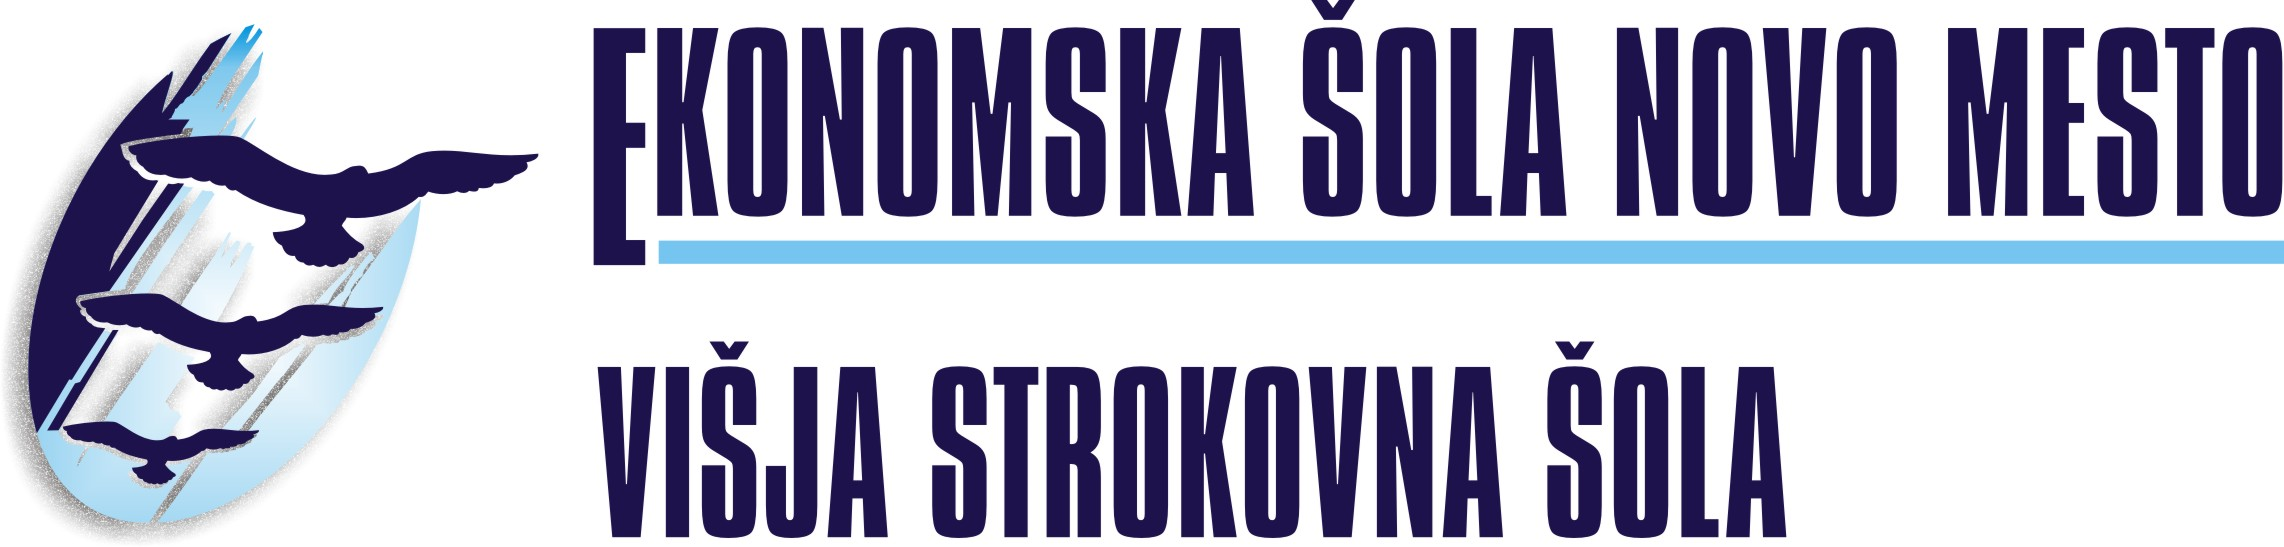 EKONOMSKA ŠOLA NOVO MESTO
VIŠJA STROKOVNA ŠOLA